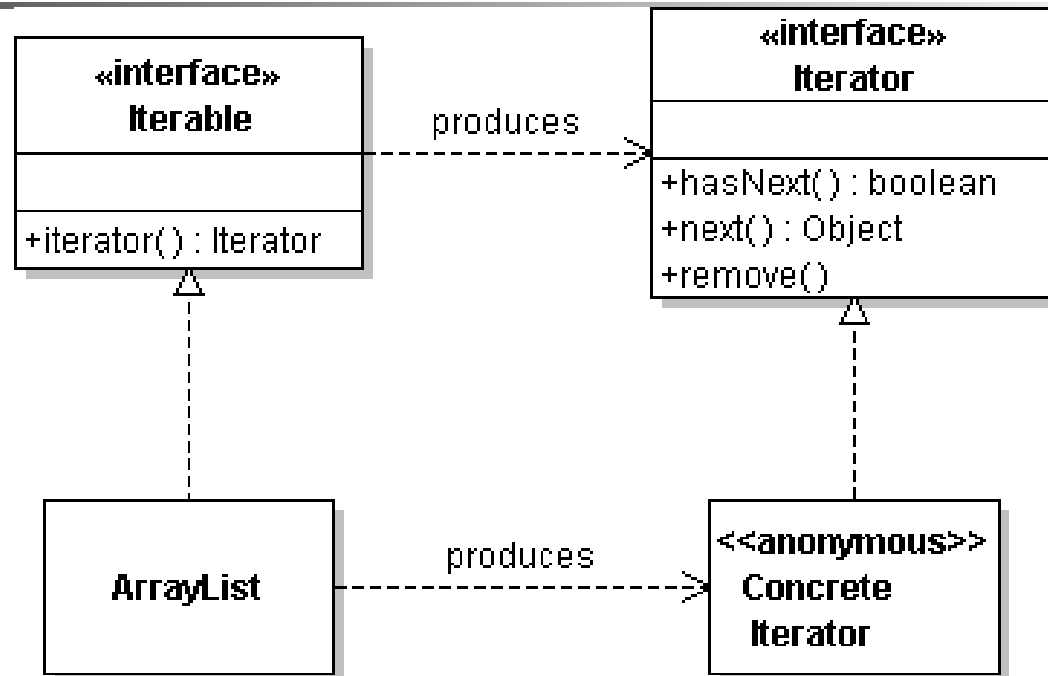 «interface»
Iterable
+iterator() : Iterator
produces
«interface»
Iterator
+hasNext() : boolean
+next() : Object
+remove()
ArrayList
produces
<<anonymous>>
Concrete
Iterator